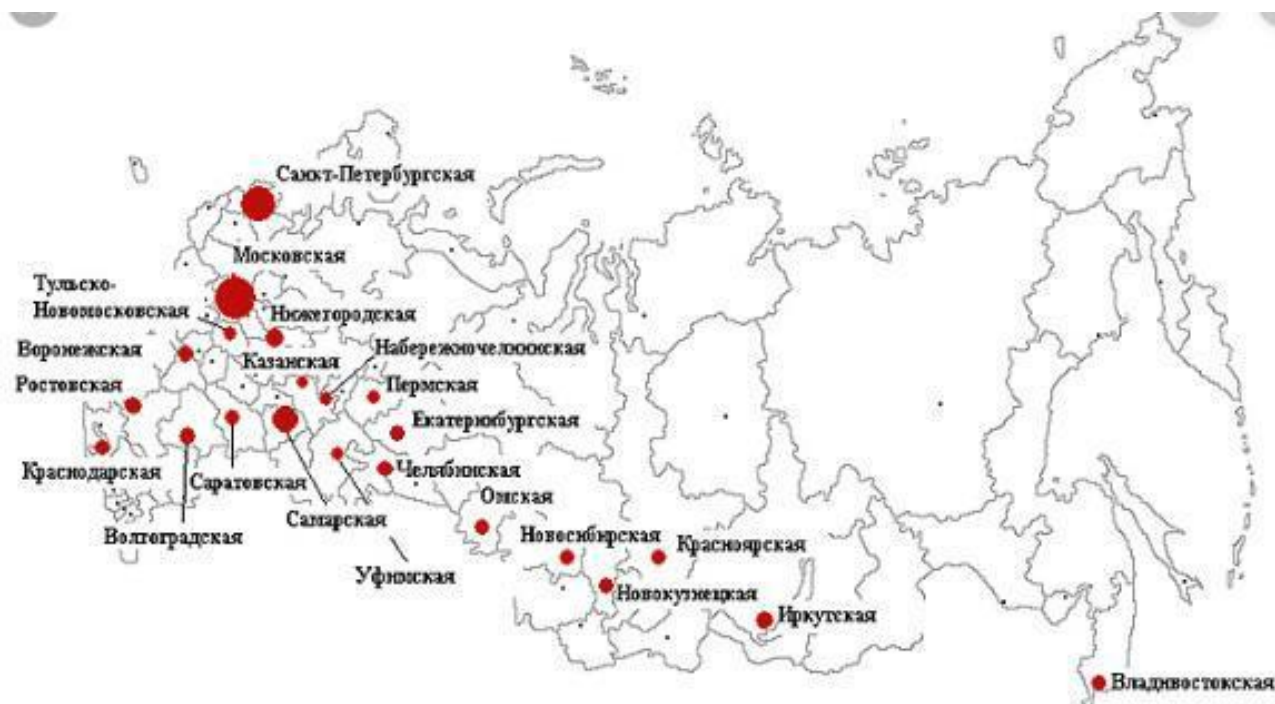 Санкт-Петербургская
Московская
Тульско-
Новомосковская
Нижегородская
Воронежская
Казанская
Набережночелнинская
Ростовская
Пермская
Екатеринбургская
Краснодарская
Саратовская
Челябинская
Волгоградская
Самарская
Омская
Уфимская
Новосибирская
Красноярская
Новокузнецкая
Иркутская
Владивостокская